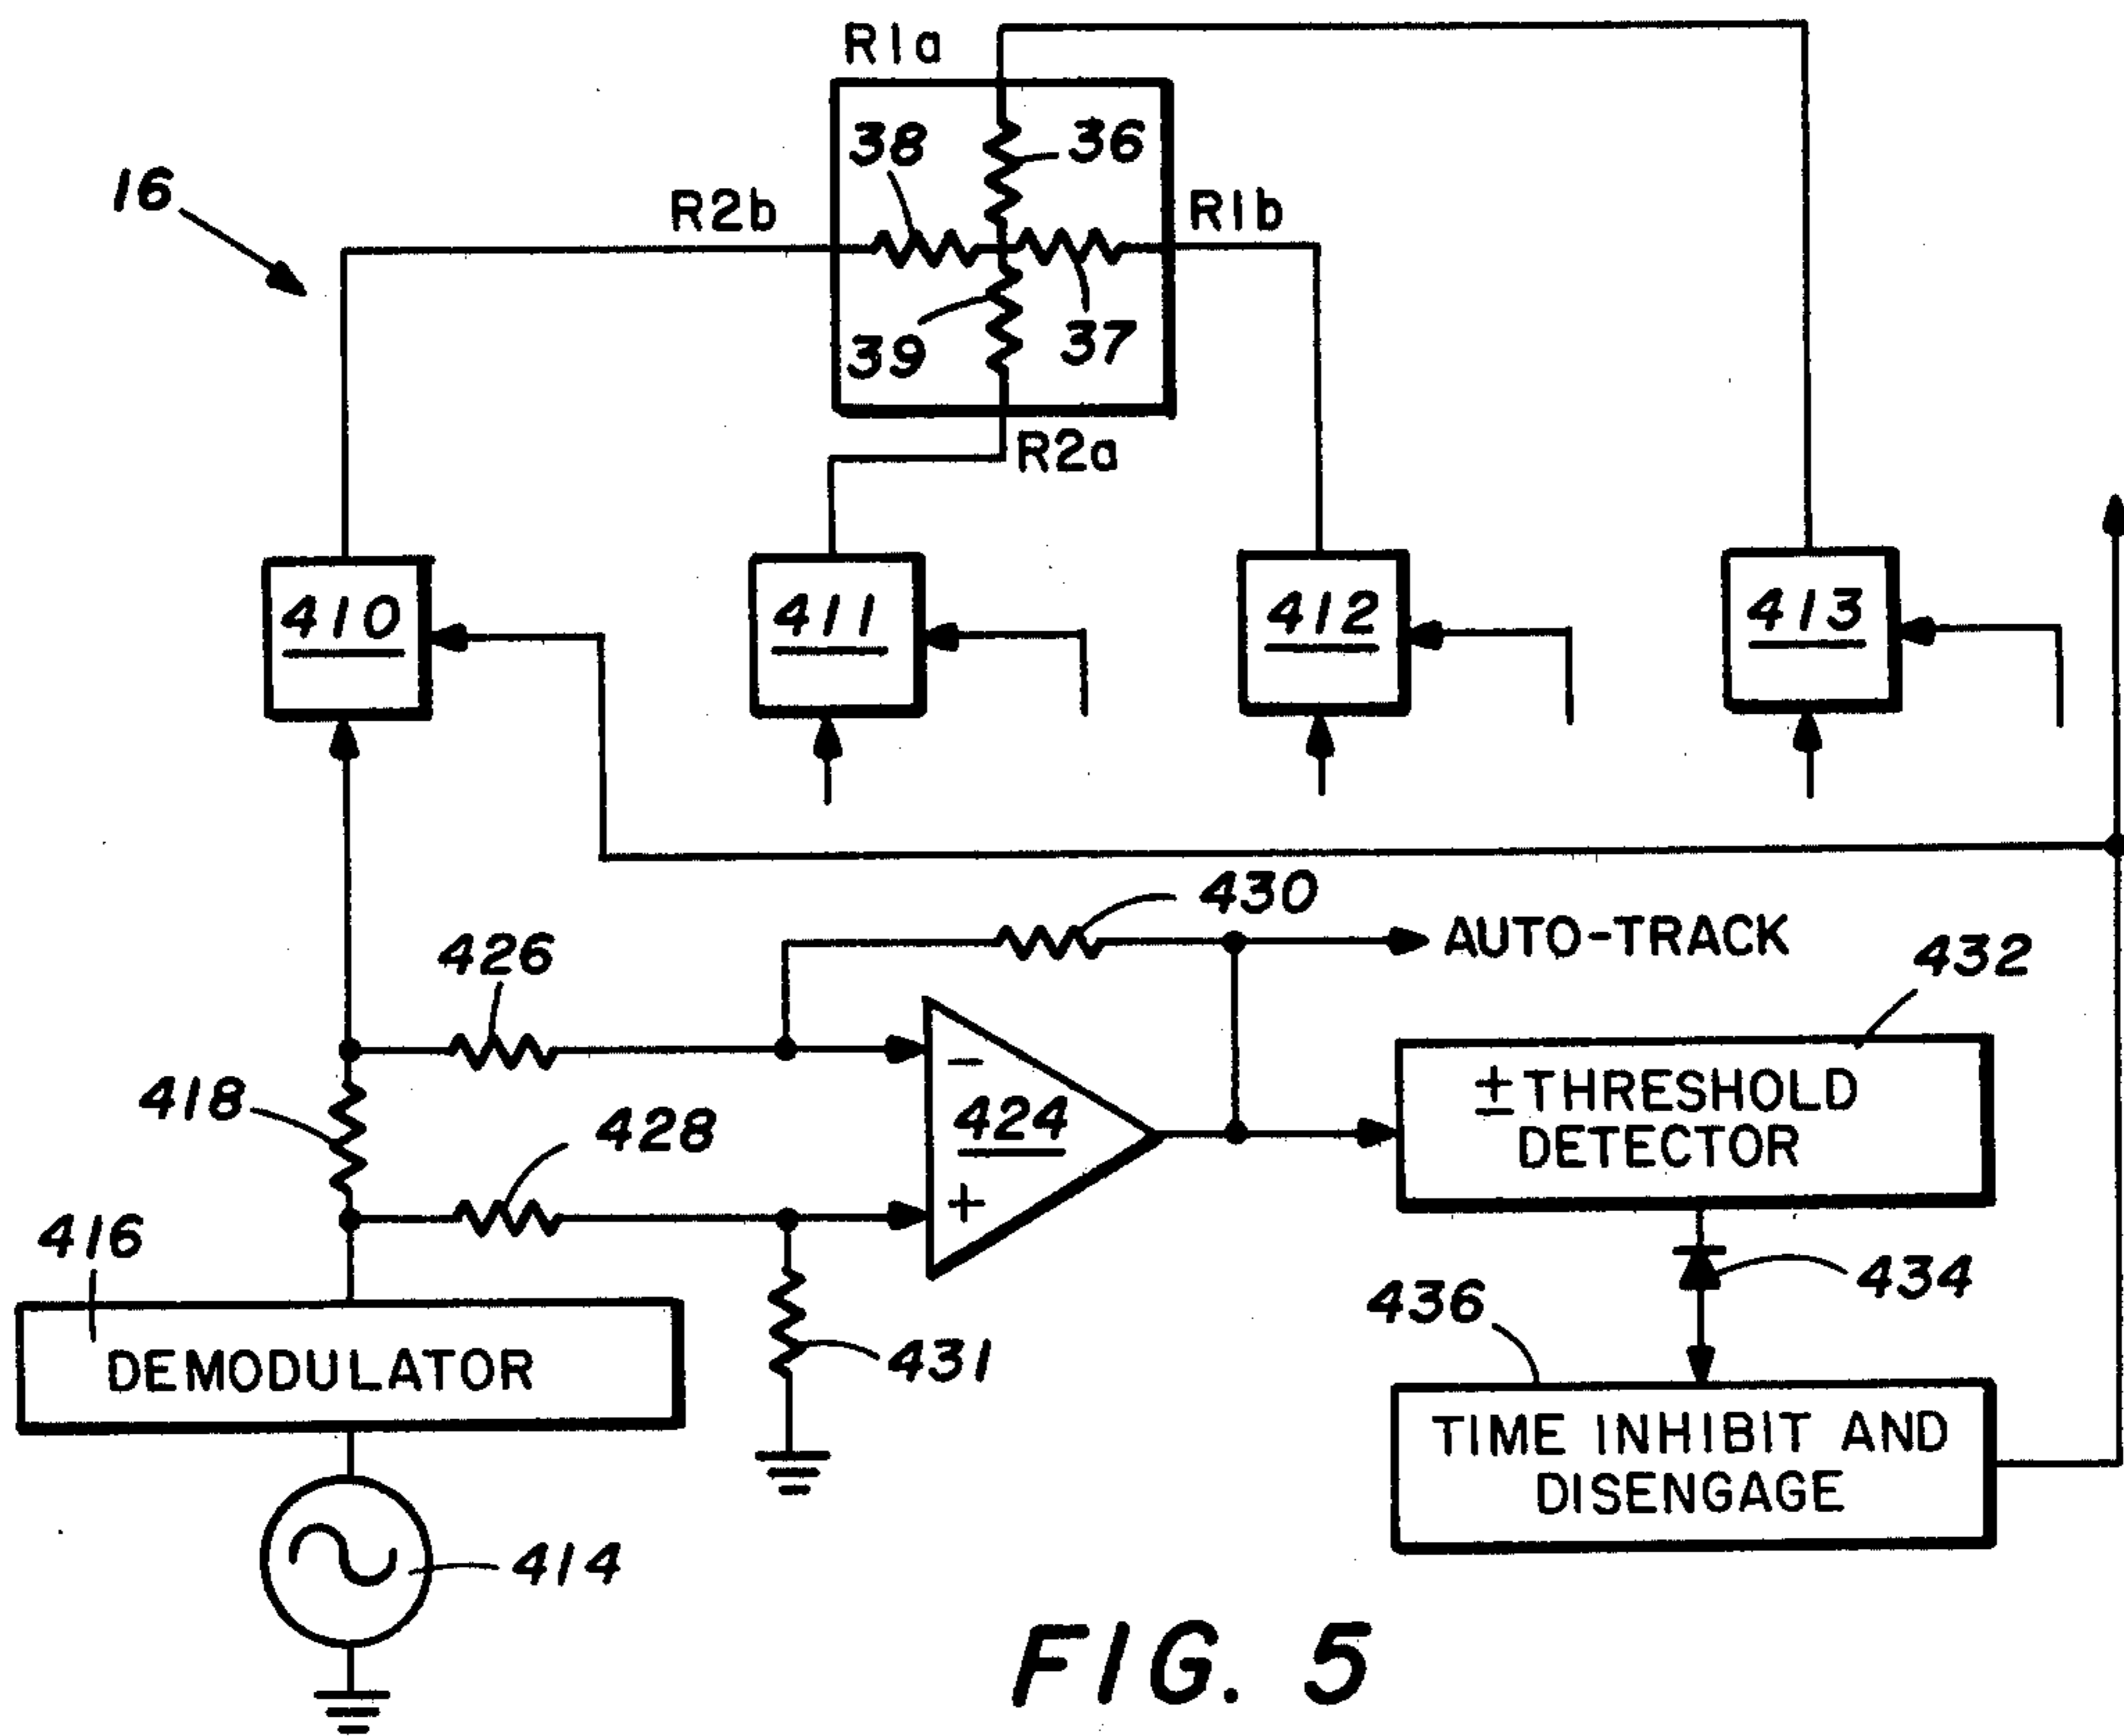 R1a
38
36
16
R2b
R1b
39
37
R2a
410
411
412
413
430
AUTO-TRACK
426
432
418
428
−
424
+
± THRESHOLD
DETECTOR
416
434
436
DEMODULATOR
431
TIME INHIBIT AND
DISENGAGE
414
FIG. 5